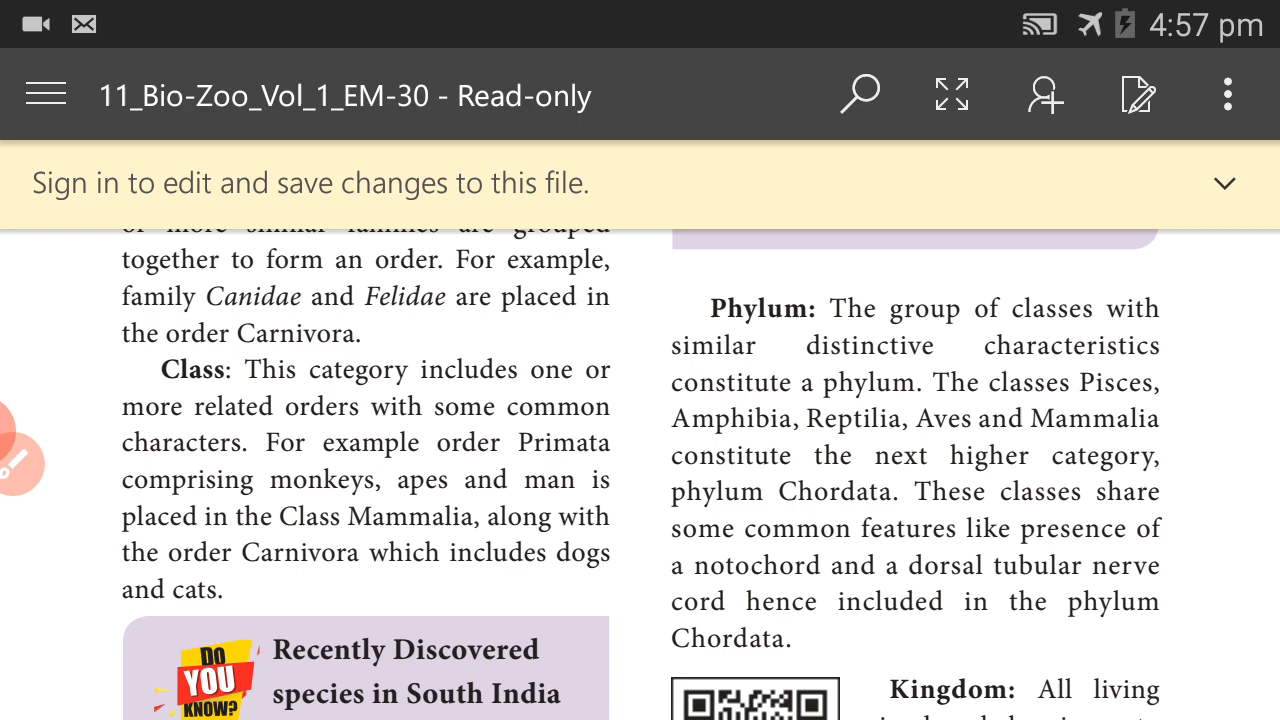 4:57 pm
11_Bio-Zoo_Vol_1_EM-30 - Read-only
Sign in to edit and save changes to this file.
or more similar families are grouped
together to form an order. For example,
family Canidae and Felidae are placed in
the order Carnivora.
Class: This category includes one or
more related orders with some common
characters. For example order Primata
comprising monkeys, apes and man is
placed in the Class Mammalia, along with
the order Carnivora which includes dogs
and cats.
DO
YOU
KNOW?
Recently Discovered
species in South India
Phylum: The group of classes with
similar distinctive characteristics
constitute a phylum. The classes Pisces,
Amphibia, Reptilia, Aves and Mammalia
constitute the next higher category,
phylum Chordata. These classes share
some common features like presence of
a notochord and a dorsal tubular nerve
cord hence included in the phylum
Chordata.
Kingdom: All living